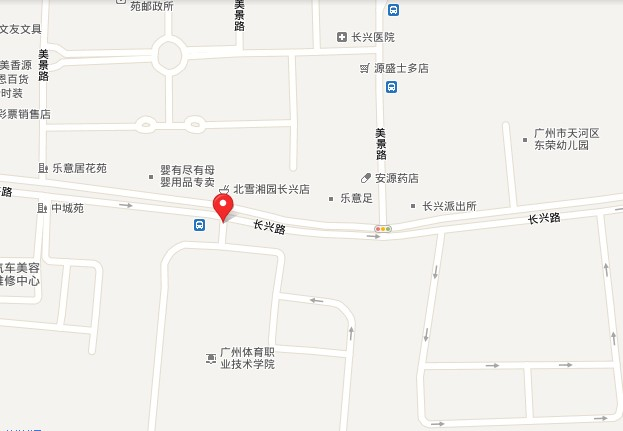 苑邮政所
美景路
文友文具
美景路
长兴医院
美香源
恩百货
时装
源盛士多店
彩票销售店
美景路
广州市天河区
东荣幼儿园
乐意居花苑
婴有尽有母
婴用品专卖
安源药店
北雪湘园长兴店
路
乐意足
长兴派出所
中城苑
长兴路
长兴路
汽车美容
维修中心
广州体育职
业技术学院